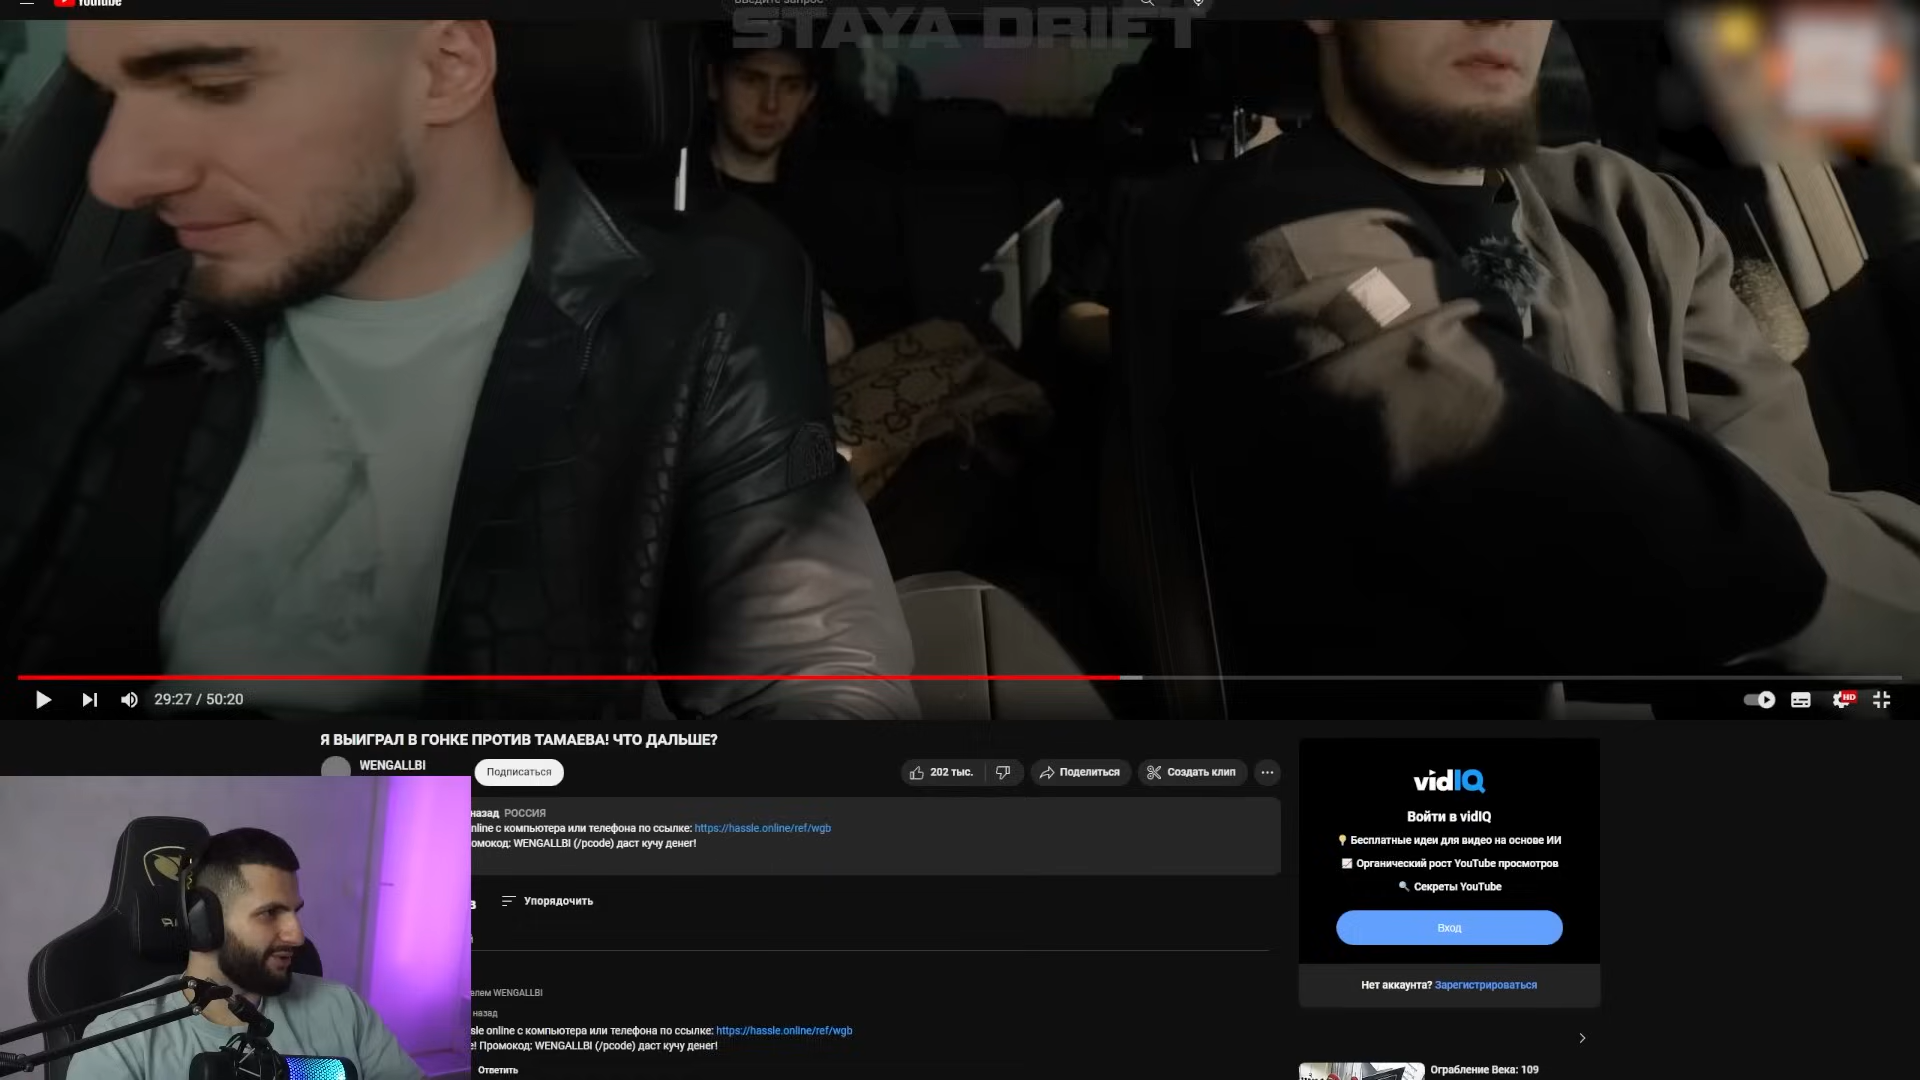 YouTube
Введите запрос
STAYA DRIFT
29:27 / 50:20
HD
Я ВЫИГРАЛ В ГОНКЕ ПРОТИВ ТАМАЕВА! ЧТО ДАЛЬШЕ?
WENGALLBI
Подписаться
202 тыс.
Поделиться
Создать клип
назад РОССИЯ
nline с компьютера или телефона по ссылке: https://hassle.online/ref/wgb
омокод: WENGALLBI (/pcode) даст кучу денег!
Упорядочить
елем WENGALLBI
назад
sle online с компьютера или телефона по ссылке: https://hassle.online/ref/wgb
е! Промокод: WENGALLBI (/pcode) даст кучу денег!
Ответить
vidIQ
Войти в vidIQ
Бесплатные идеи для видео на основе ИИ
Органический рост YouTube просмотров
Секреты YouTube
Вход
Нет аккаунта? Зарегистрироваться
Ограбление Века: 109